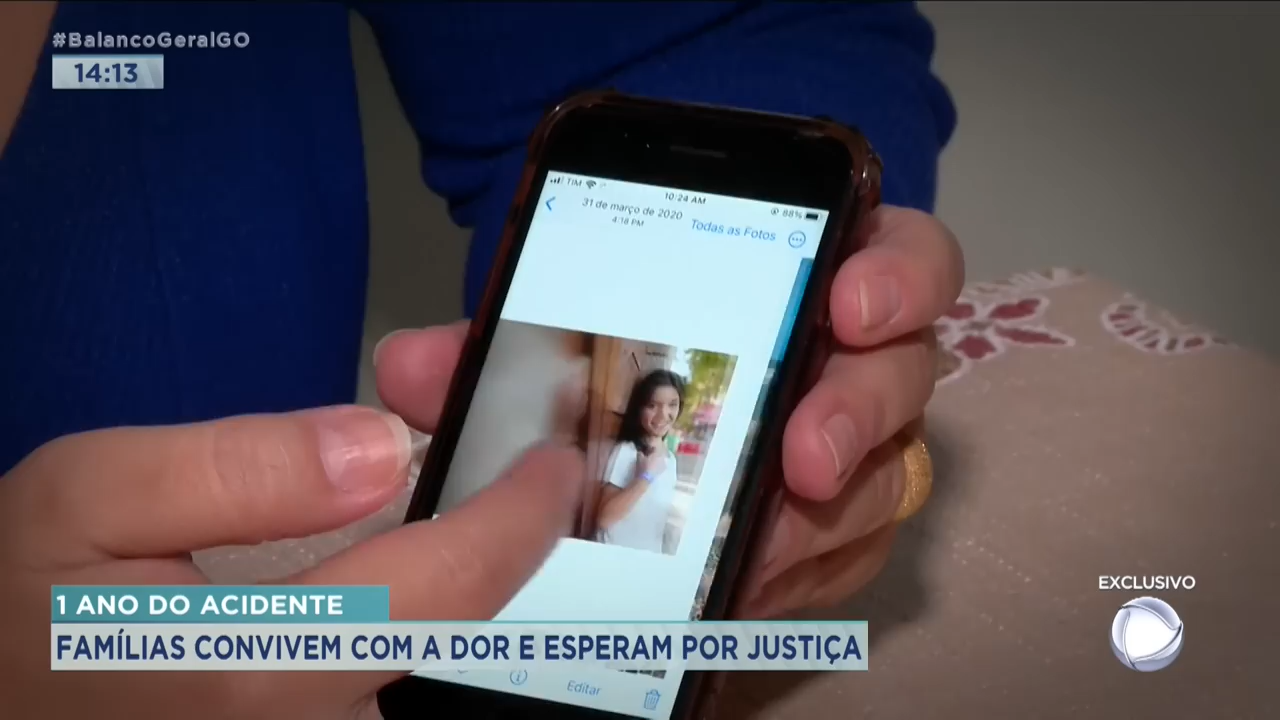 #BalancoGeralGO
14:13
TIM
10:24 AM
88%
31 de março de 2020
4:18 PM
Todas as Fotos
1 ANO DO ACIDENTE
FAMÍLIAS CONVIVEM COM A DOR E ESPERAM POR JUSTIÇA
EXCLUSIVO
Editar